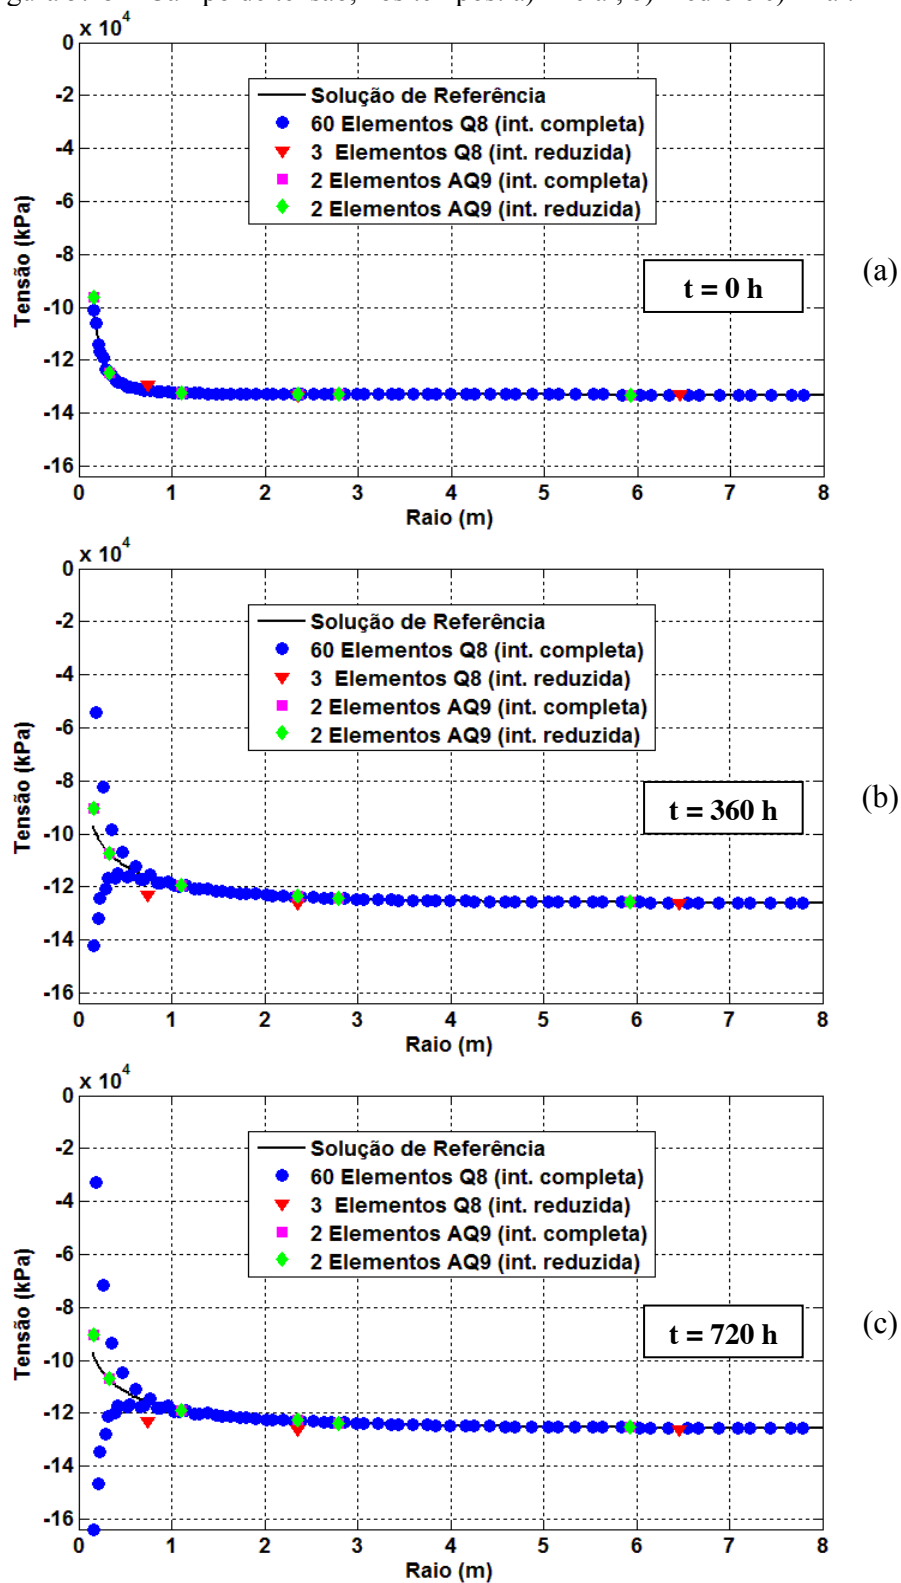 x 10⁴
0
-2
-4
-6
-8
-10
-12
-14
-16
Tensão (kPa)
Solução de Referência
60 Elementos Q8 (int. completa)
3 Elementos Q8 (int. reduzida)
2 Elementos AQ9 (int. completa)
2 Elementos AQ9 (int. reduzida)
t = 0 h
(a)
0 1 2 3 4 5 6 7 8
Raio (m)
x 10⁴
0
-2
-4
-6
-8
-10
-12
-14
-16
Tensão (kPa)
Solução de Referência
60 Elementos Q8 (int. completa)
3 Elementos Q8 (int. reduzida)
2 Elementos AQ9 (int. completa)
2 Elementos AQ9 (int. reduzida)
t = 360 h
(b)
0 1 2 3 4 5 6 7 8
Raio (m)
x 10⁴
0
-2
-4
-6
-8
-10
-12
-14
-16
Tensão (kPa)
Solução de Referência
60 Elementos Q8 (int. completa)
3 Elementos Q8 (int. reduzida)
2 Elementos AQ9 (int. completa)
2 Elementos AQ9 (int. reduzida)
t = 720 h
(c)
0 1 2 3 4 5 6 7 8
Raio (m)